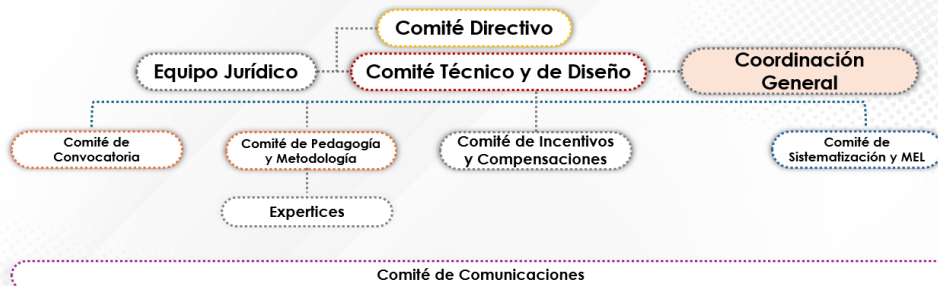 Comité Directivo
Equipo Jurídico
Comité Técnico y de Diseño
Coordinación
General
Comité de
Convocatoria
Comité de Pedagogía
y Metodología
Comité de Incentivos
y Compensaciones
Comité de
Sistematización y MEL
Expertices
Comité de Comunicaciones